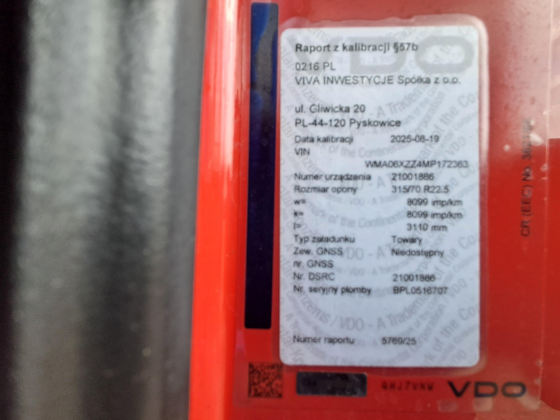 Raport z kalibracji §57b
0216 PL
VIVA INWESTYCJE Spółka z o.o.
ul. Gliwicka 20
PL-44-120 Pyskowice
Data kalibracji 2025-08-19
VIN
WMA06XZZ4MP172363
Numer urządzenia 21001886
Rozmiar opony 315/70.R22.5
w= 8099 imp/km
k= 8099 imp/km
l= 3110 mm
Typ załadunku Towary
Zew. GNSS Niedostępny
nr. GNSS
Nr. DSRC 21001886
Nr. seryjny plomby BPL0516707
Numer raportu 5769/25
VDO